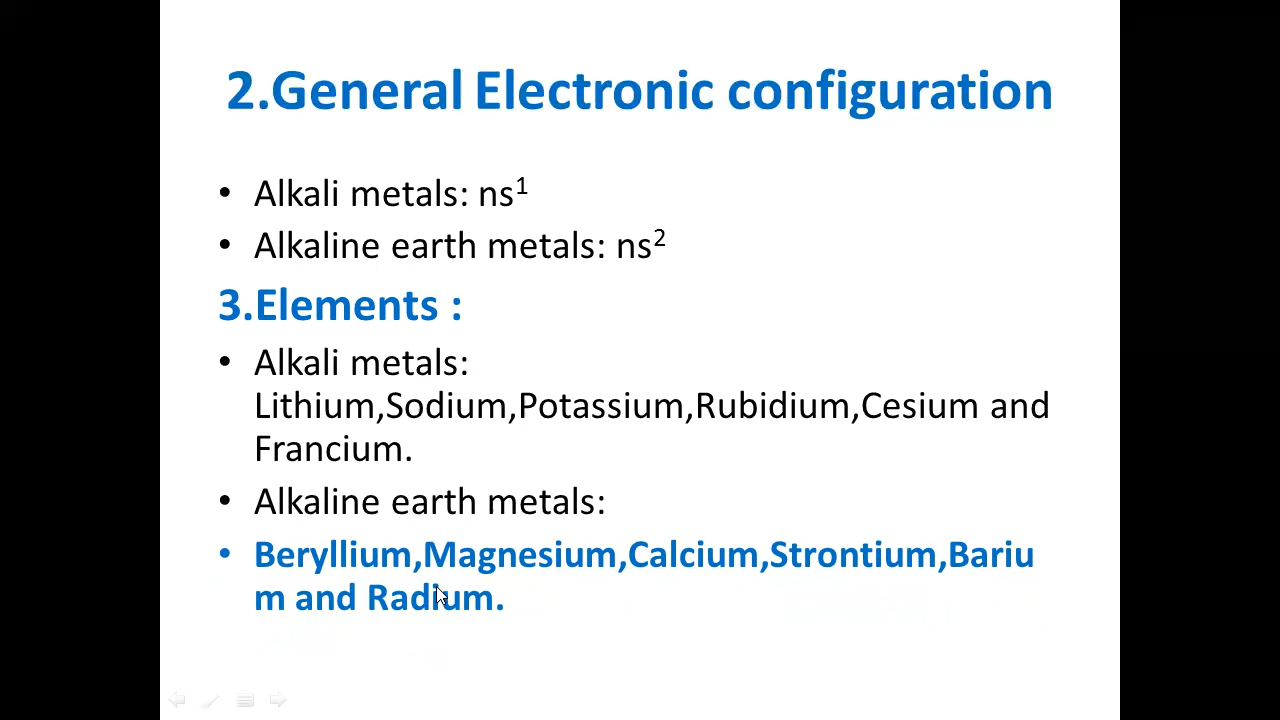 2.General Electronic configuration
• Alkali metals: ns¹
• Alkaline earth metals: ns²
3.Elements :
• Alkali metals:
Lithium,Sodium,Potassium,Rubidium,Cesium and
Francium.
• Alkaline earth metals:
• Beryllium,Magnesium,Calcium,Strontium,Bariu
m and Radium.